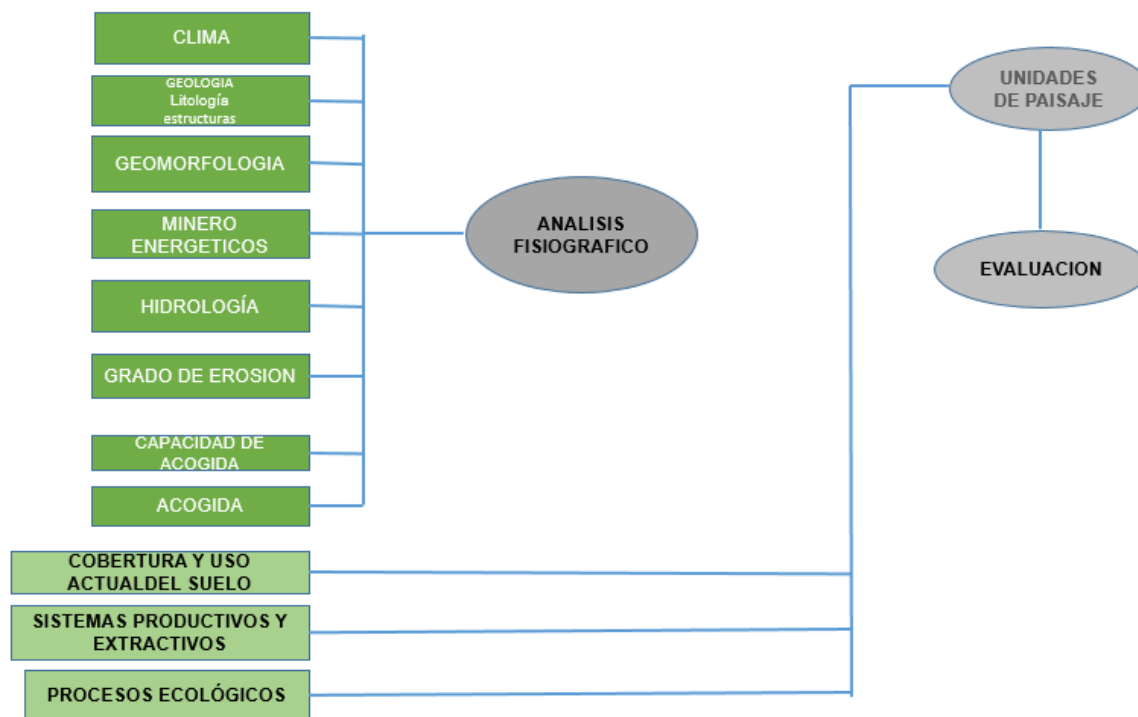 CLIMA
GEOLOGIA
Litología
estructuras
GEOMORFOLOGIA
MINERO
ENERGETICOS
HIDROLOGÍA
GRADO DE EROSION
CAPACIDAD DE
ACOGIDA
ACOGIDA
COBERTURA Y USO
ACTUALDEL SUELO
SISTEMAS PRODUCTIVOS Y
EXTRACTIVOS
PROCESOS ECOLÓGICOS
ANALISIS
FISIOGRAFICO
UNIDADES
DE PAISAJE
EVALUACION